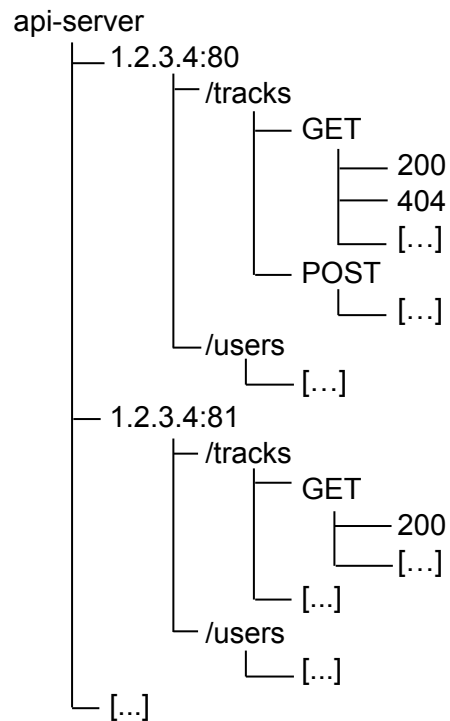 api-server
1.2.3.4:80
/tracks
GET
200
404
[…]
POST
[…]
/users
[…]
1.2.3.4:81
/tracks
GET
200
[…]
[...]
/users
[…]
[...]